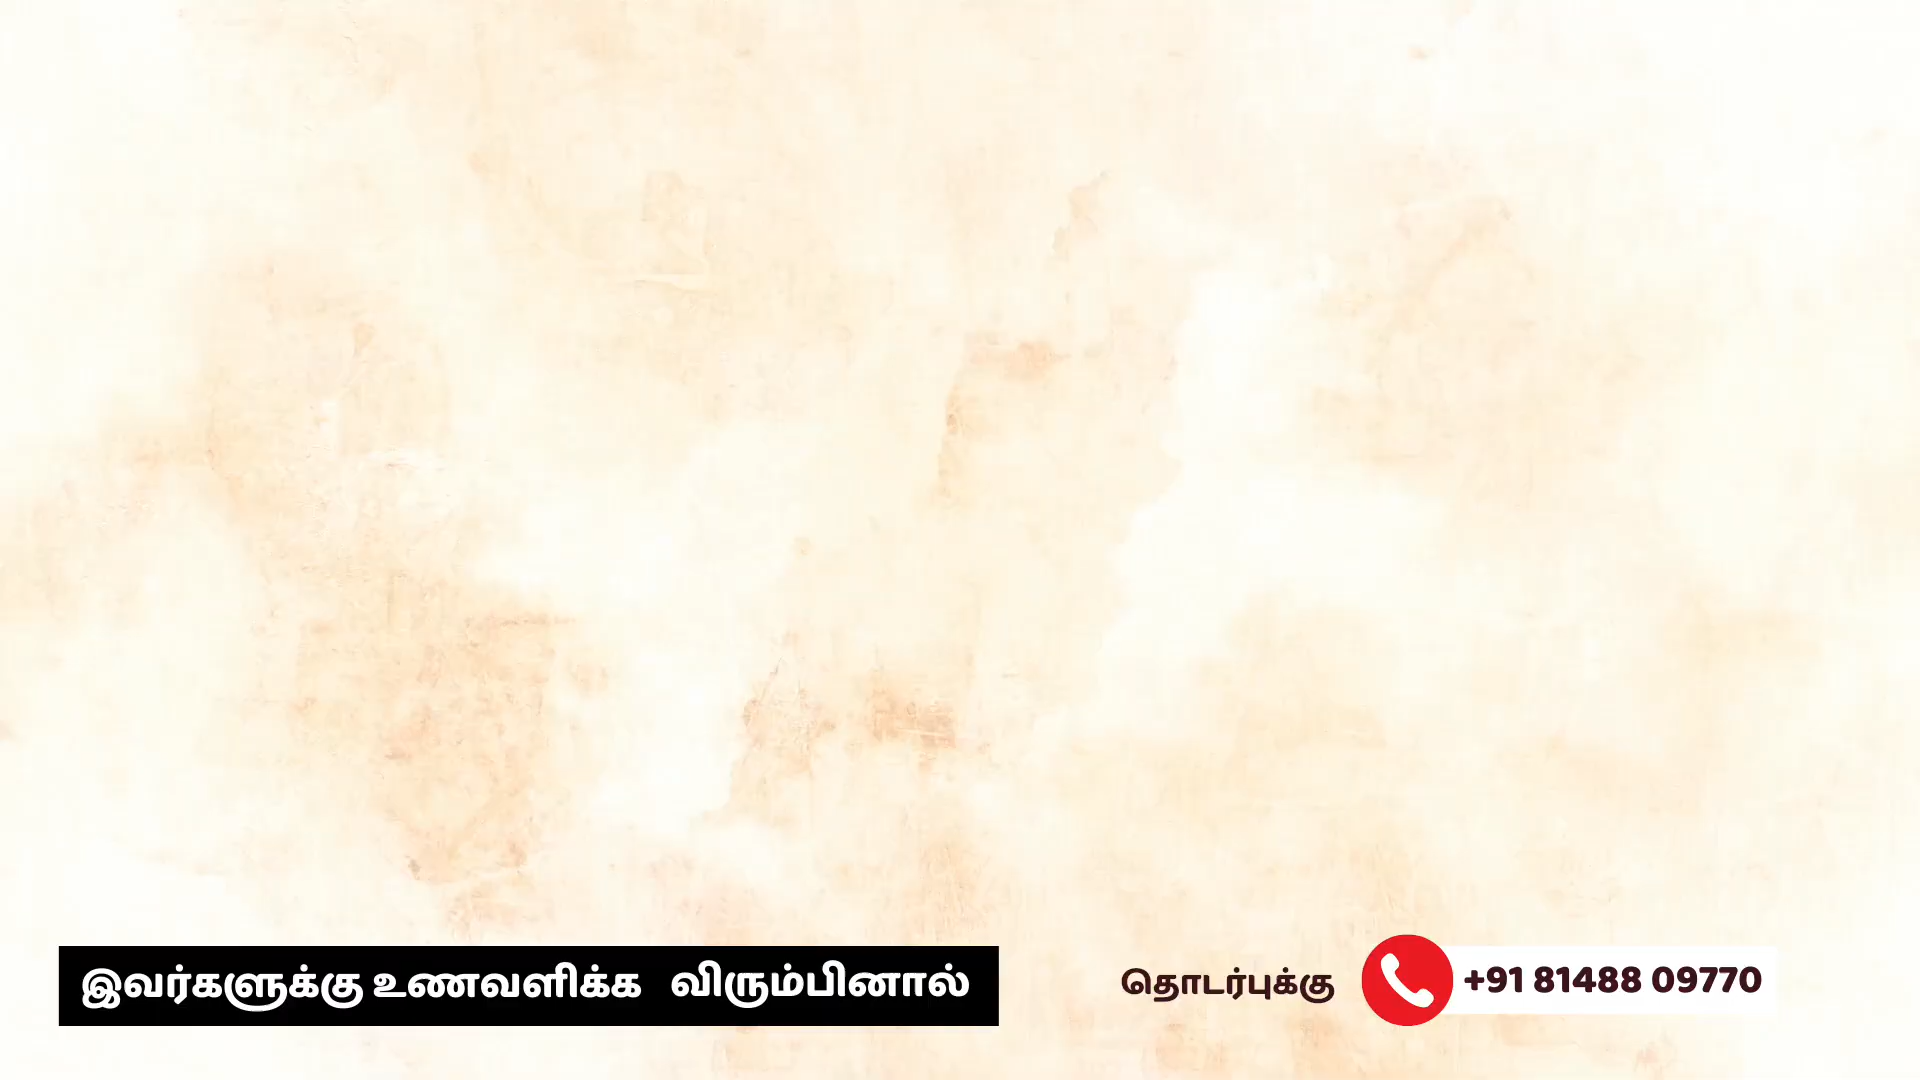 இவர்களுக்கு உணவளிக்க விரும்பினால்
தொடர்புக்கு +91 81488 09770